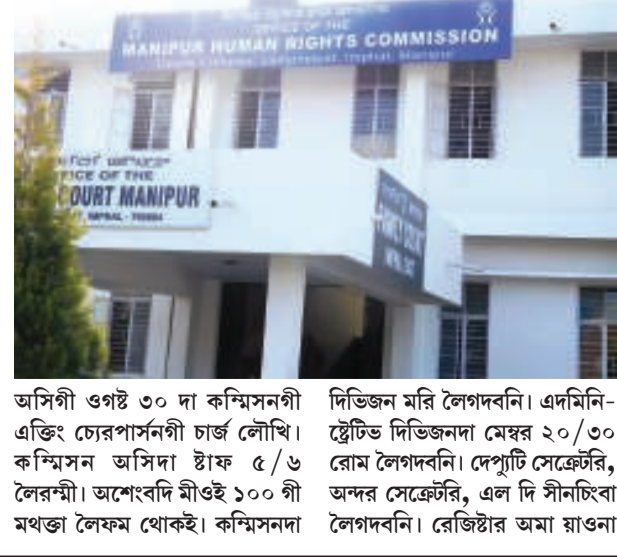 OFFICE OF THE
MANIPUR HUMAN RIGHTS COMMISSION
OFFICE OF THE
COURT MANIPUR
অসিগী ওগষ্ট ৩০ দা কম্মিসনগী
এক্তিং চ্যেরপার্সনগী চার্জ লৌখি।
কম্মিসন অসিদা ষ্টাফ ৫/৬
লৈরম্মী। অশেংবদি মীওই ১০০ গী
মথক্তা লৈফম থোকই। কম্মিসনদা
দিভিজন মরি লৈগদবনি। এদমিনি-
ষ্ট্রেটিভ দিভিজনদা মেম্বর ২০/৩০
রোম লৈগদবনি। দেপ্যুটি সেক্রেটরি,
অন্দর সেক্রেটরি, এল দি সীনচিংবা
লৈগদবনি। রেজিষ্টার অমা য়াওনা